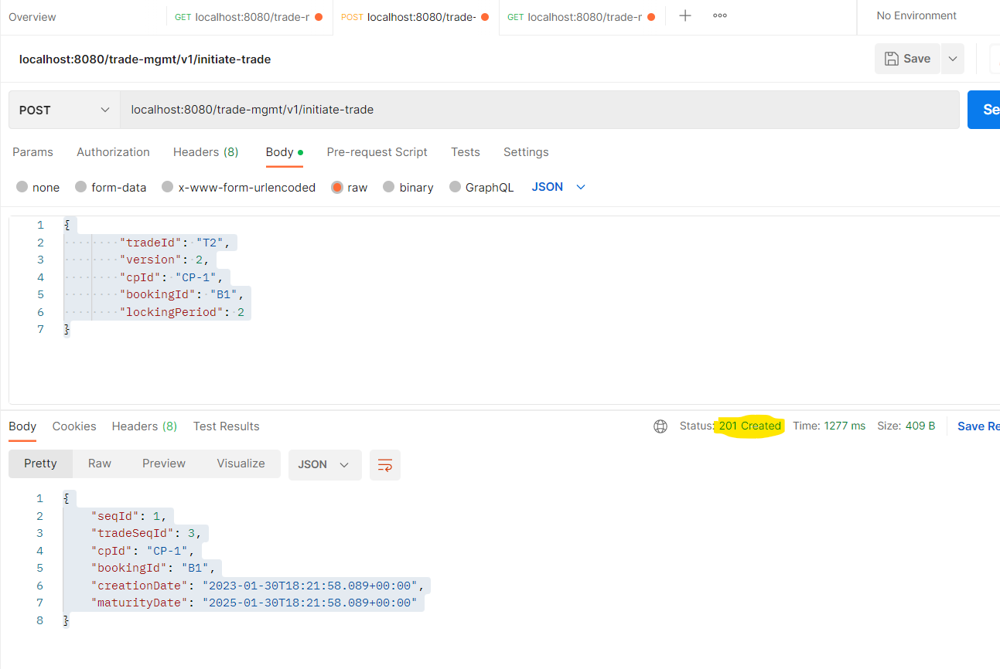 Overview GET localhost:8080/trade-r POST localhost:8080/trade- GET localhost:8080/trade-r No Environment
localhost:8080/trade-mgmt/v1/initiate-trade Save
POST localhost:8080/trade-mgmt/v1/initiate-trade Se
Params Authorization Headers (8) Body Pre-request Script Tests Settings
none form-data x-www-form-urlencoded raw binary GraphQL JSON
1 {
2 "tradeId": "T2",
3 "version": 2,
4 "cpId": "CP-1",
5 "bookingId": "B1",
6 "lockingPeriod": 2
7 }
Body Cookies Headers (8) Test Results Status: 201 Created Time: 1277 ms Size: 409 B Save Re
Pretty Raw Preview Visualize JSON
1 {
2 "seqId": 1,
3 "tradeSeqId": 3,
4 "cpId": "CP-1",
5 "bookingId": "B1",
6 "creationDate": "2023-01-30T18:21:58.089+00:00",
7 "maturityDate": "2025-01-30T18:21:58.089+00:00"
8 }